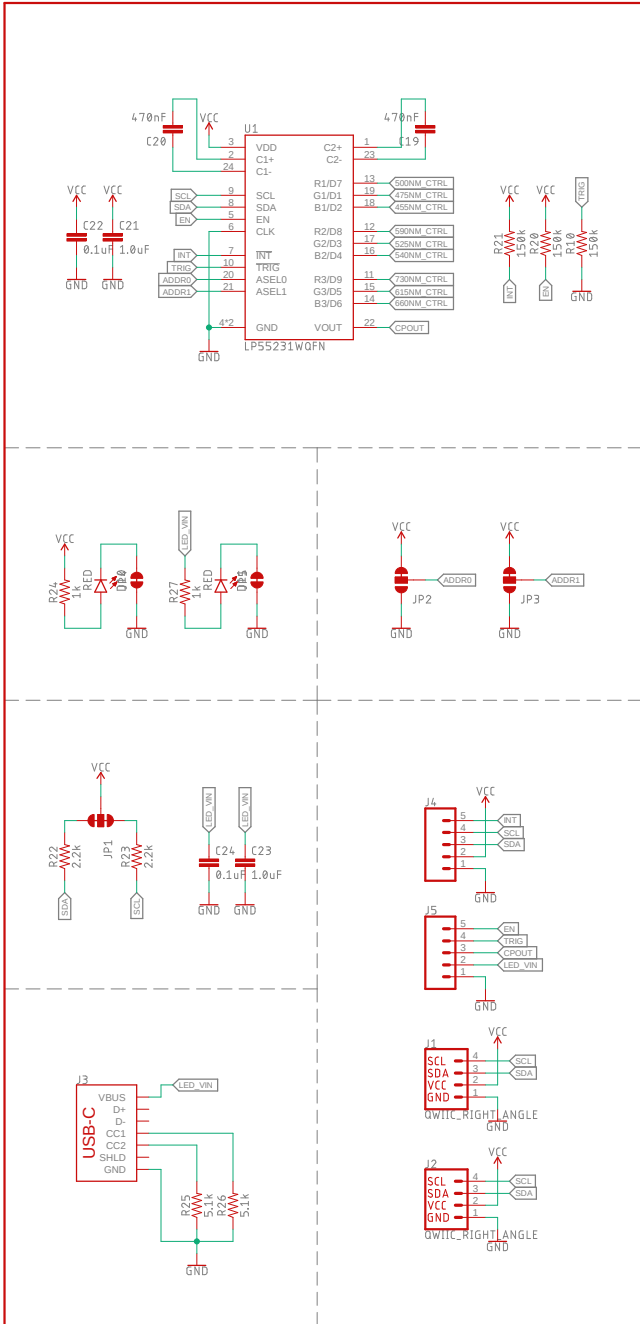 470nF
C20
VCC
U1
470nF
C19
3 VDD
2 C1+
24 C1-
C2+ 1
C2- 23
SCL 9 SCL
SDA 8 SDA
EN 5 EN
6 CLK
INT 7 INT
TRIG 10 TRIG
ADDR0 20 ASEL0
ADDR1 21 ASEL1
4*2 GND
R1/D7 13 500NM_CTRL
G1/D1 19 475NM_CTRL
B1/D2 18 455NM_CTRL
R2/D8 12 590NM_CTRL
G2/D3 17 525NM_CTRL
B2/D4 16 540NM_CTRL
R3/D9 11 730NM_CTRL
G3/D5 15 615NM_CTRL
B3/D6 14 660NM_CTRL
VOUT 22 CPOUT
LP55231WQFN
GND
VCC VCC
C22 C21
0.1uF 1.0uF
GND GND
VCC VCC TRIG
R21 150k
R20 150k
R10 150k
INT EN GND
VCC
R24 1k
RED
GND
LED_VIN
R27 1k
RED
GND
VCC
ADDR0
JP2
GND
VCC
ADDR1
JP3
GND
VCC
JP1
R22 2.2k
R23 2.2k
SDA SCL
LED_VIN LED_VIN
C24 C23
0.1uF 1.0uF
GND GND
VCC
J4
5 INT
4 SCL
3 SDA
2
1
GND
J5
5 EN
4 TRIG
3 CPOUT
2 LED_VIN
1
GND
J1
VCC
SCL 4 SCL
SDA 3 SDA
VCC 2
GND 1
QWIIC_RIGHT_ANGLE
GND
J2
VCC
SCL 4 SCL
SDA 3 SDA
VCC 2
GND 1
QWIIC_RIGHT_ANGLE
GND
J3
USB-C
VBUS LED_VIN
D+
D-
CC1
CC2
SHLD
GND
R25 5.1k
R26 5.1k
GND